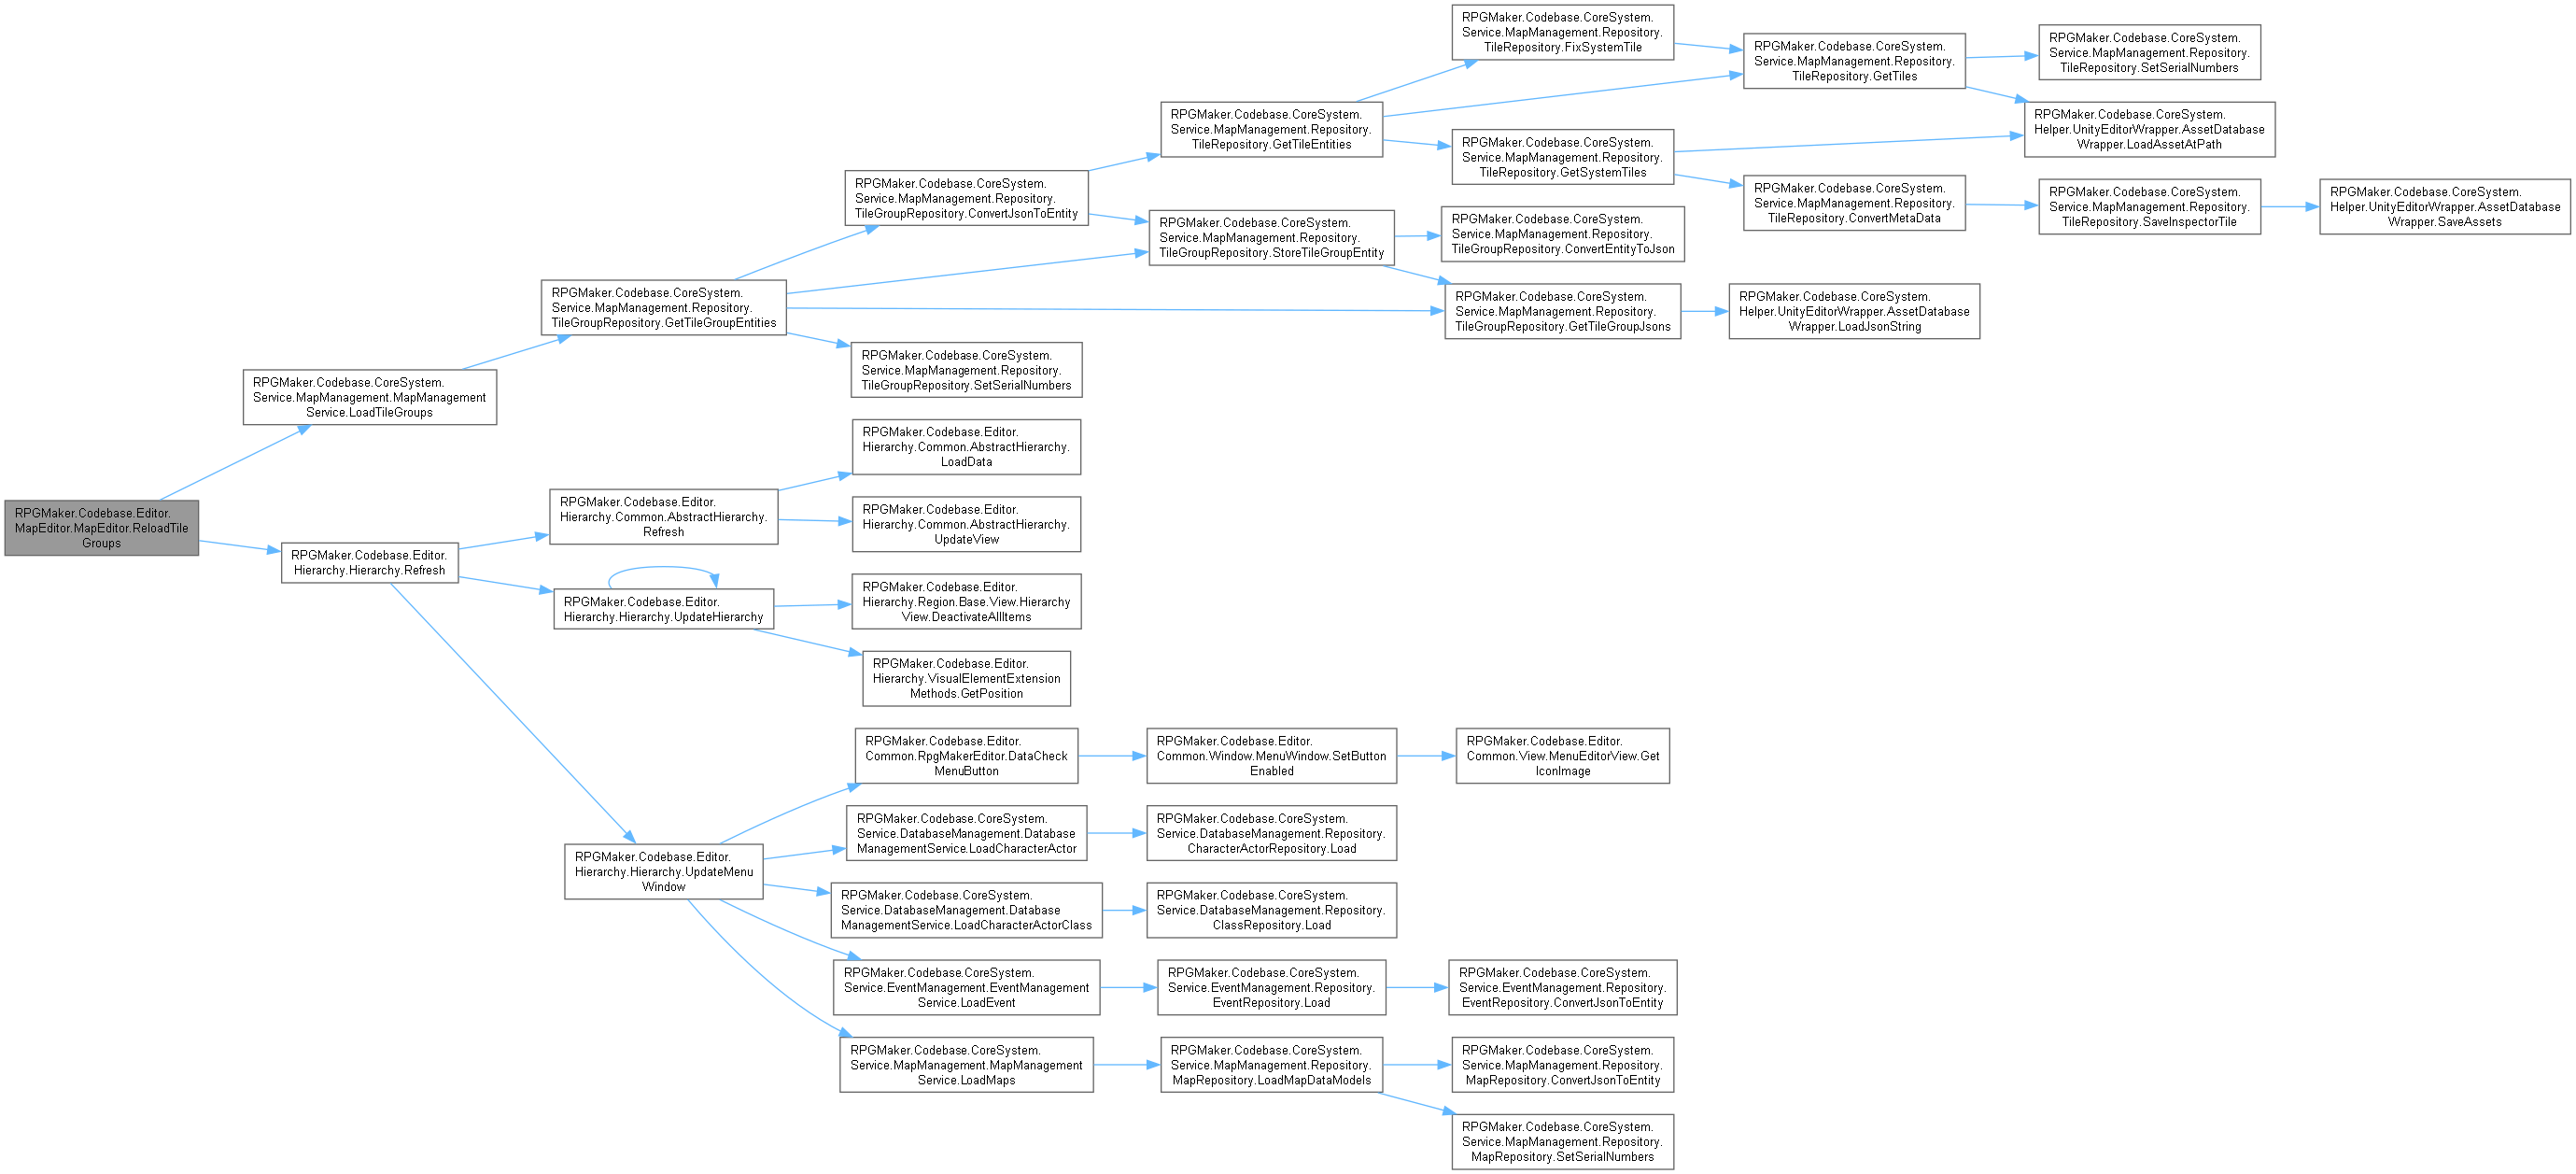 RPGMaker.Codebase.Editor.
MapEditor.MapEditor.ReloadTile
Groups
RPGMaker.Codebase.CoreSystem.
Service.MapManagement.MapManagement
Service.LoadTileGroups
RPGMaker.Codebase.Editor.
Hierarchy.Hierarchy.Refresh
RPGMaker.Codebase.CoreSystem.
Service.MapManagement.Repository.
TileGroupRepository.GetTileGroupEntities
RPGMaker.Codebase.Editor.
Hierarchy.Common.AbstractHierarchy.
Refresh
RPGMaker.Codebase.Editor.
Hierarchy.Hierarchy.UpdateHierarchy
RPGMaker.Codebase.Editor.
Hierarchy.Hierarchy.UpdateMenu
Window
RPGMaker.Codebase.CoreSystem.
Service.MapManagement.Repository.
TileGroupRepository.ConvertJsonToEntity
RPGMaker.Codebase.CoreSystem.
Service.MapManagement.Repository.
TileGroupRepository.SetSerialNumbers
RPGMaker.Codebase.Editor.
Hierarchy.Common.AbstractHierarchy.
LoadData
RPGMaker.Codebase.Editor.
Hierarchy.Common.AbstractHierarchy.
UpdateView
RPGMaker.Codebase.Editor.
Hierarchy.Region.Base.View.Hierarchy
View.DeactivateAllItems
RPGMaker.Codebase.Editor.
Hierarchy.VisualElementExtension
Methods.GetPosition
RPGMaker.Codebase.Editor.
Common.RpgMakerEditor.DataCheck
MenuButton
RPGMaker.Codebase.CoreSystem.
Service.DatabaseManagement.Database
ManagementService.LoadCharacterActor
RPGMaker.Codebase.CoreSystem.
Service.DatabaseManagement.Database
ManagementService.LoadCharacterActorClass
RPGMaker.Codebase.CoreSystem.
Service.EventManagement.EventManagement
Service.LoadEvent
RPGMaker.Codebase.CoreSystem.
Service.MapManagement.MapManagement
Service.LoadMaps
RPGMaker.Codebase.CoreSystem.
Service.MapManagement.Repository.
TileRepository.GetTileEntities
RPGMaker.Codebase.CoreSystem.
Service.MapManagement.Repository.
TileGroupRepository.StoreTileGroupEntity
RPGMaker.Codebase.Editor.
Common.Window.MenuWindow.SetButton
Enabled
RPGMaker.Codebase.CoreSystem.
Service.DatabaseManagement.Repository.
CharacterActorRepository.Load
RPGMaker.Codebase.CoreSystem.
Service.DatabaseManagement.Repository.
ClassRepository.Load
RPGMaker.Codebase.CoreSystem.
Service.EventManagement.Repository.
EventRepository.Load
RPGMaker.Codebase.CoreSystem.
Service.MapManagement.Repository.
MapRepository.LoadMapDataModels
RPGMaker.Codebase.CoreSystem.
Service.MapManagement.Repository.
TileRepository.FixSystemTile
RPGMaker.Codebase.CoreSystem.
Service.MapManagement.Repository.
TileRepository.GetSystemTiles
RPGMaker.Codebase.CoreSystem.
Service.MapManagement.Repository.
TileGroupRepository.ConvertEntityToJson
RPGMaker.Codebase.CoreSystem.
Service.MapManagement.Repository.
TileGroupRepository.GetTileGroupJsons
RPGMaker.Codebase.Editor.
Common.View.MenuEditorView.Get
IconImage
RPGMaker.Codebase.CoreSystem.
Service.EventManagement.Repository.
EventRepository.ConvertJsonToEntity
RPGMaker.Codebase.CoreSystem.
Service.MapManagement.Repository.
MapRepository.ConvertJsonToEntity
RPGMaker.Codebase.CoreSystem.
Service.MapManagement.Repository.
MapRepository.SetSerialNumbers
RPGMaker.Codebase.CoreSystem.
Service.MapManagement.Repository.
TileRepository.GetTiles
RPGMaker.Codebase.CoreSystem.
Service.MapManagement.Repository.
TileRepository.ConvertMetaData
RPGMaker.Codebase.CoreSystem.
Helper.UnityEditorWrapper.AssetDatabase
Wrapper.LoadJsonString
RPGMaker.Codebase.CoreSystem.
Service.MapManagement.Repository.
TileRepository.SetSerialNumbers
RPGMaker.Codebase.CoreSystem.
Helper.UnityEditorWrapper.AssetDatabase
Wrapper.LoadAssetAtPath
RPGMaker.Codebase.CoreSystem.
Service.MapManagement.Repository.
TileRepository.SaveInspectorTile
RPGMaker.Codebase.CoreSystem.
Helper.UnityEditorWrapper.AssetDatabase
Wrapper.SaveAssets